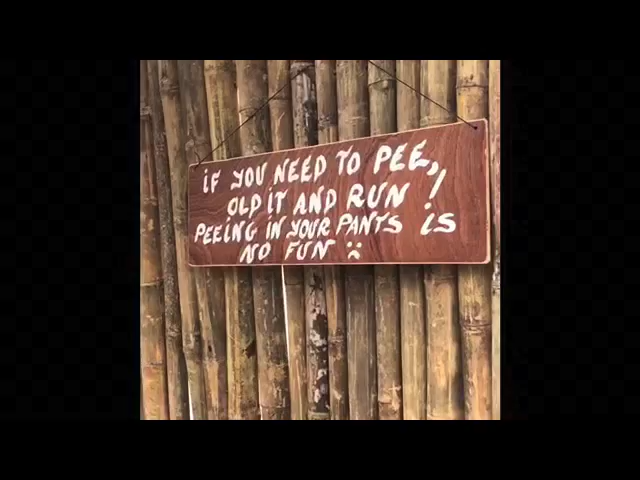 iF YOU NEED TO PEE,
OLD iT AND RUN!
PEEiNG iN YOUR PANTS iS
NO FUN :(